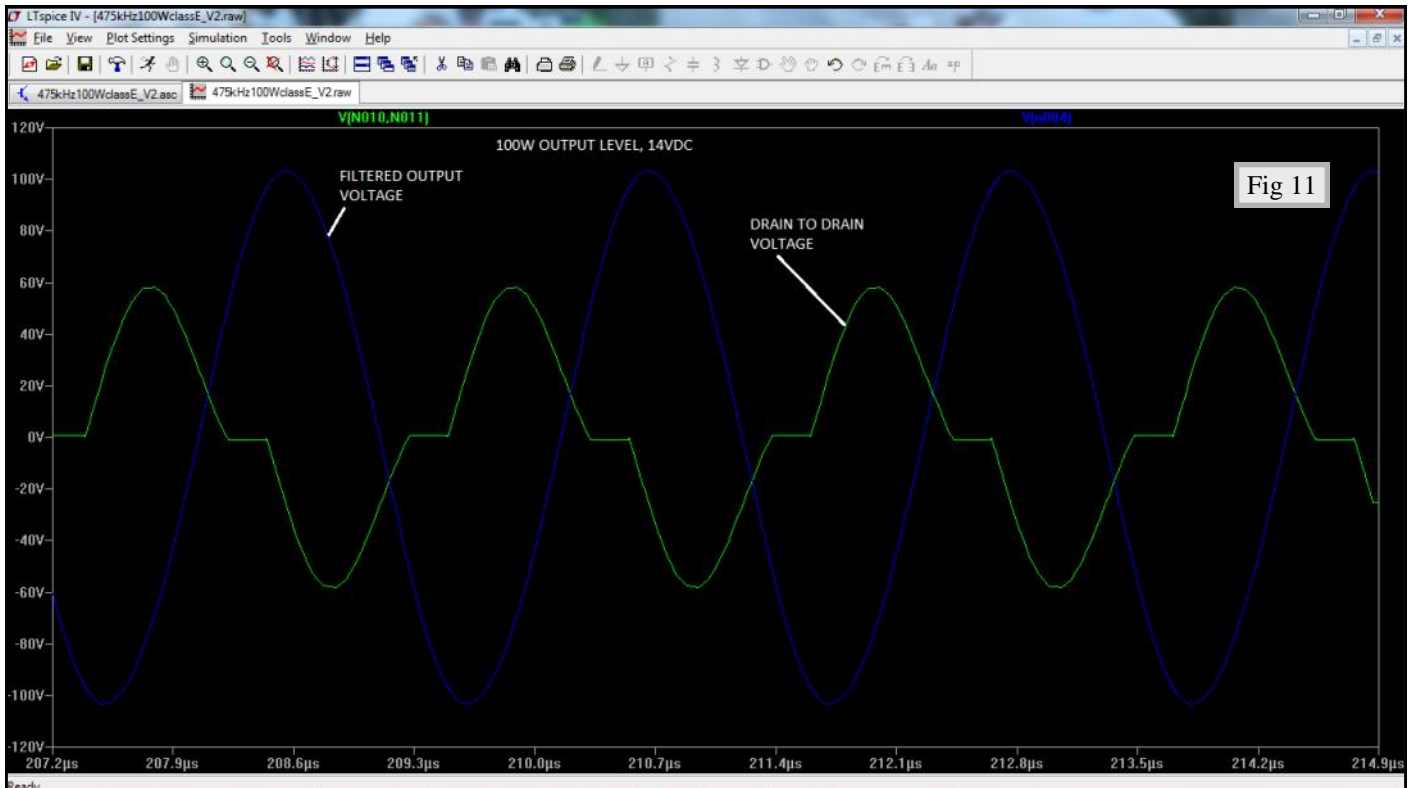 LTspice IV - [475kHz100WclassE_V2.raw]
File View Plot Settings Simulation Tools Window Help
475kHz100WclassE_V2.asc 475kHz100WclassE_V2.raw
V(N010,N011) V(n004)
120V
100V
80V
60V
40V
20V
0V
-20V
-40V
-60V
-80V
-100V
-120V
100W OUTPUT LEVEL, 14VDC
FILTERED OUTPUT
VOLTAGE
DRAIN TO DRAIN
VOLTAGE
Fig 11
207.2µs 207.9µs 208.6µs 209.3µs 210.0µs 210.7µs 211.4µs 212.1µs 212.8µs 213.5µs 214.2µs 214.9µs
Ready